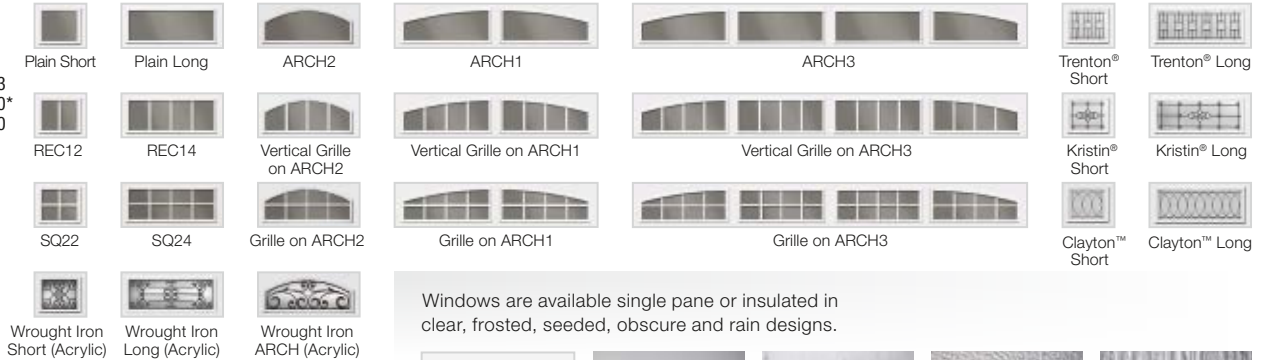 Plain Short
Plain Long
ARCH2
ARCH1
ARCH3
Trenton®
Short
Trenton® Long
3
0*
0
REC12
REC14
Vertical Grille
on ARCH2
Vertical Grille on ARCH1
Vertical Grille on ARCH3
Kristin®
Short
Kristin® Long
SQ22
SQ24
Grille on ARCH2
Grille on ARCH1
Grille on ARCH3
Clayton™
Short
Clayton™ Long
Wrought Iron
Short (Acrylic)
Wrought Iron
Long (Acrylic)
Wrought Iron
ARCH (Acrylic)
Windows are available single pane or insulated in
clear, frosted, seeded, obscure and rain designs.